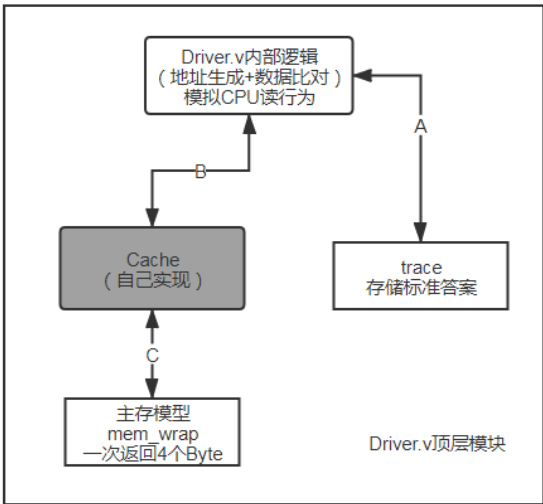 Driver.v内部逻辑
（地址生成+数据比对）
模拟CPU读行为
A
B
Cache
（自己实现）
trace
存储标准答案
C
主存模型
mem_wrap
一次返回4个Byte
Driver.v顶层模块